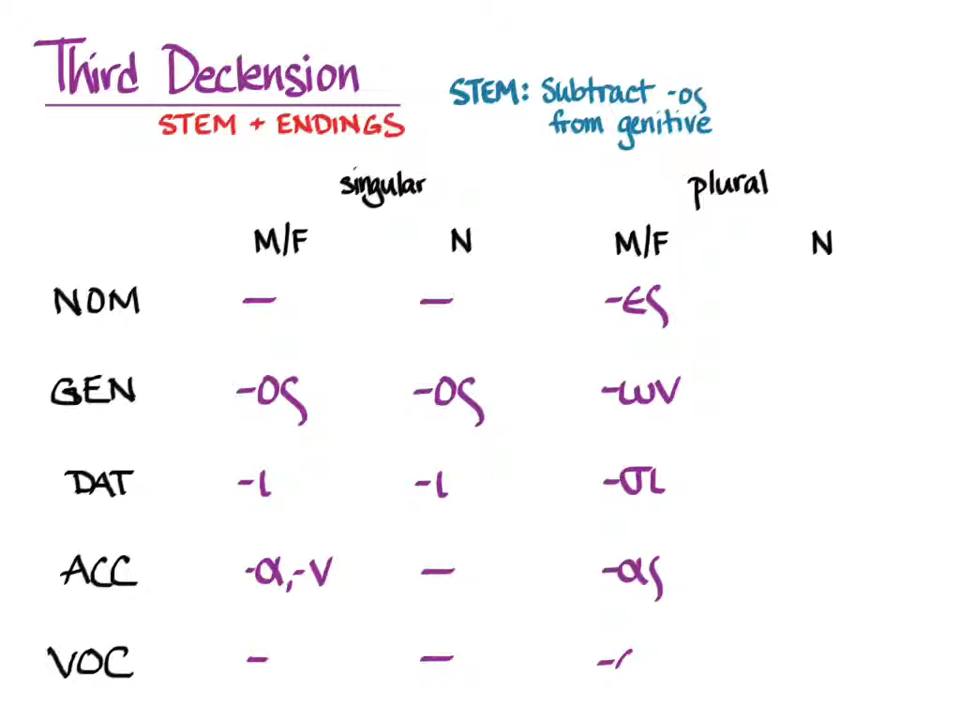 Third Declension
STEM + ENDINGS
STEM: Subtract -ος
from genitive
singular plural
M/F N M/F N
NOM — — -ες
GEN -ος -ος -ων
DAT -ι -ι -σι
ACC -α, -ν — -ας
VOC - — -